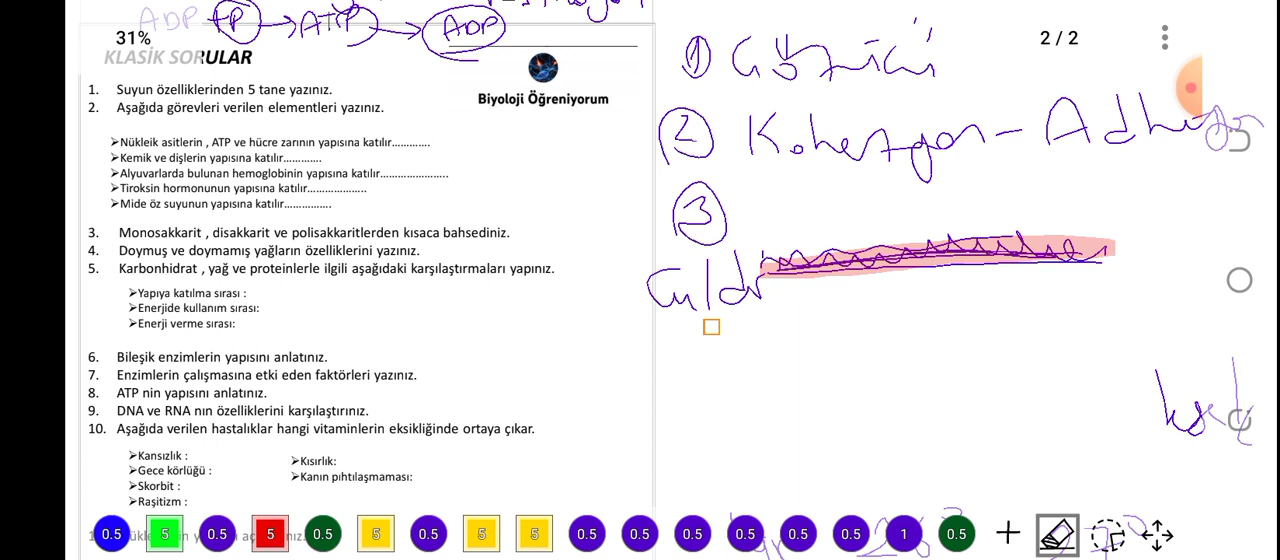 ADP +P → ATP → ADP
31%
2 / 2
KLASİK SORULAR
Biyoloji Öğreniyorum
1. Suyun özelliklerinden 5 tane yazınız.
2. Aşağıda görevleri verilen elementleri yazınız.
➢Nükleik asitlerin , ATP ve hücre zarının yapısına katılır………….
➢Kemik ve dişlerin yapısına katılır………….
➢Alyuvarlarda bulunan hemoglobinin yapısına katılır…………………..
➢Tiroksin hormonunun yapısına katılır………………..
➢Mide öz suyunun yapısına katılır…………….
3. Monosakkarit , disakkarit ve polisakkaritlerden kısaca bahsediniz.
4. Doymuş ve doymamış yağların özelliklerini yazınız.
5. Karbonhidrat , yağ ve proteinlerle ilgili aşağıdaki karşılaştırmaları yapınız.
➢Yapıya katılma sırası :
➢Enerjide kullanım sırası:
➢Enerji verme sırası:
6. Bileşik enzimlerin yapısını anlatınız.
7. Enzimlerin çalışmasına etki eden faktörleri yazınız.
8. ATP nin yapısını anlatınız.
9. DNA ve RNA nın özelliklerini karşılaştırınız.
10. Aşağıda verilen hastalıklar hangi vitaminlerin eksikliğinde ortaya çıkar.
➢Kansızlık :
➢Gece körlüğü :
➢Skorbit :
➢Raşitizm :
➢Kısırlık:
➢Kanın pıhtılaşmaması:
① Çözücü
② Kohezyon - Adhezyon
③
0.5 5 0.5 5 0.5 5 0.5 5 5 0.5 0.5 0.5 0.5 0.5 0.5 1 0.5